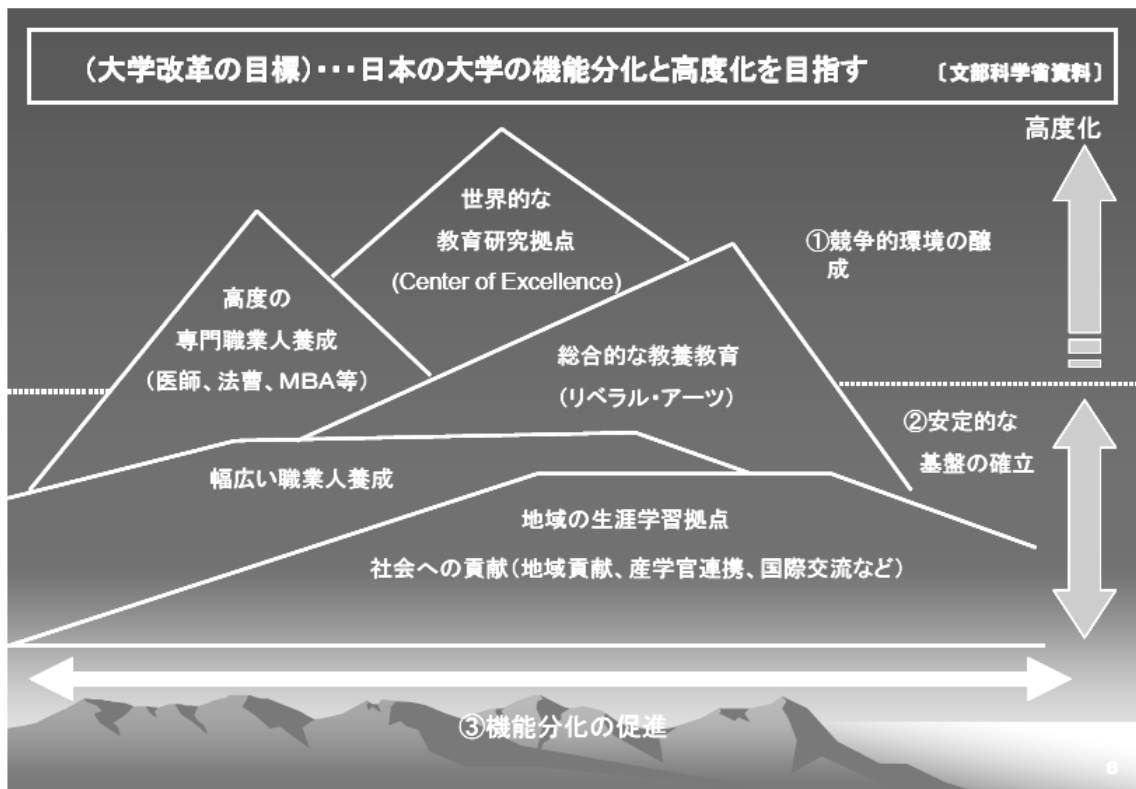 (大学改革の目標)・・・日本の大学の機能分化と高度化を目指す 〔文部科学省資料〕
高度化
世界的な
教育研究拠点
(Center of Excellence)
①競争的環境の醸
成
高度の
専門職業人養成
(医師、法曹、MBA等)
総合的な教養教育
(リベラル・アーツ)
②安定的な
基盤の確立
幅広い職業人養成
地域の生涯学習拠点
社会への貢献(地域貢献、産学官連携、国際交流など)
③機能分化の促進
8